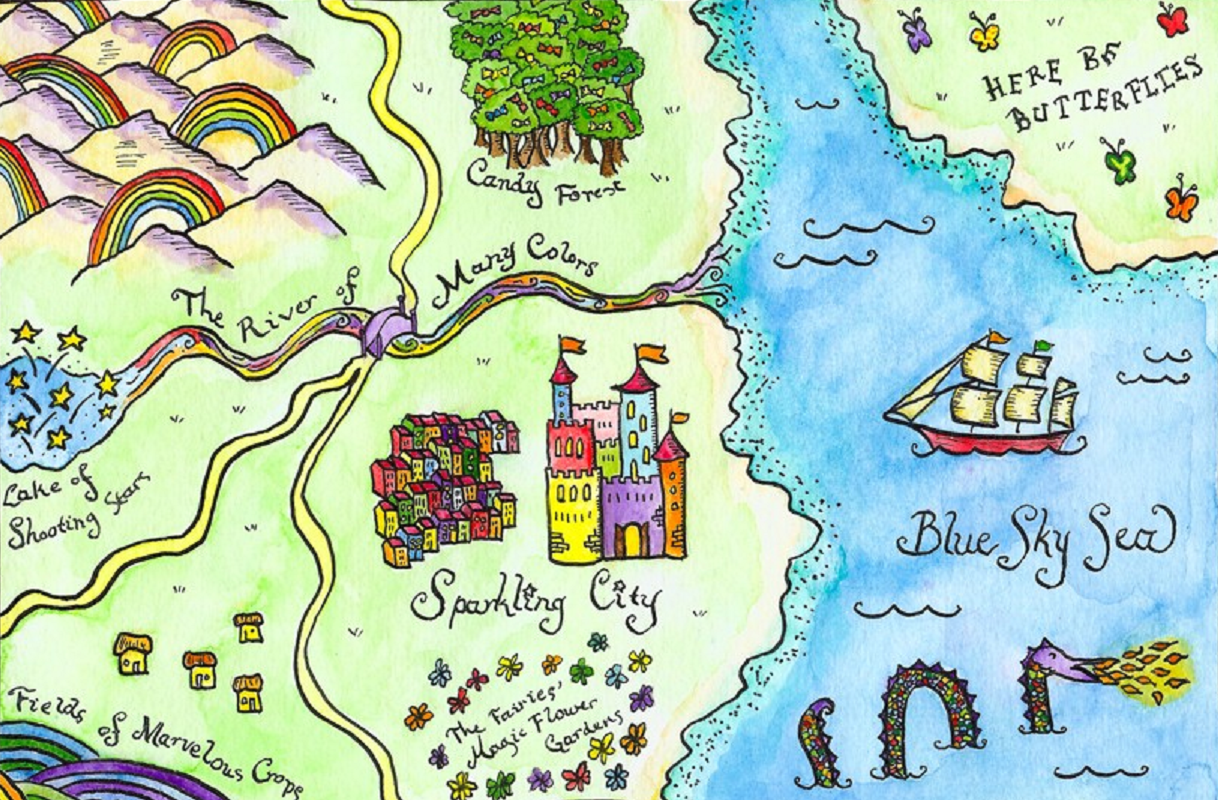 HERE BE
BUTTERFLIES
Candy Forest
The River of Many Colors
Lake of
Shooting Stars
Blue Sky Sea
Sparkling City
The Fairies'
Magic Flower
Gardens
Fields of Marvelous Crops